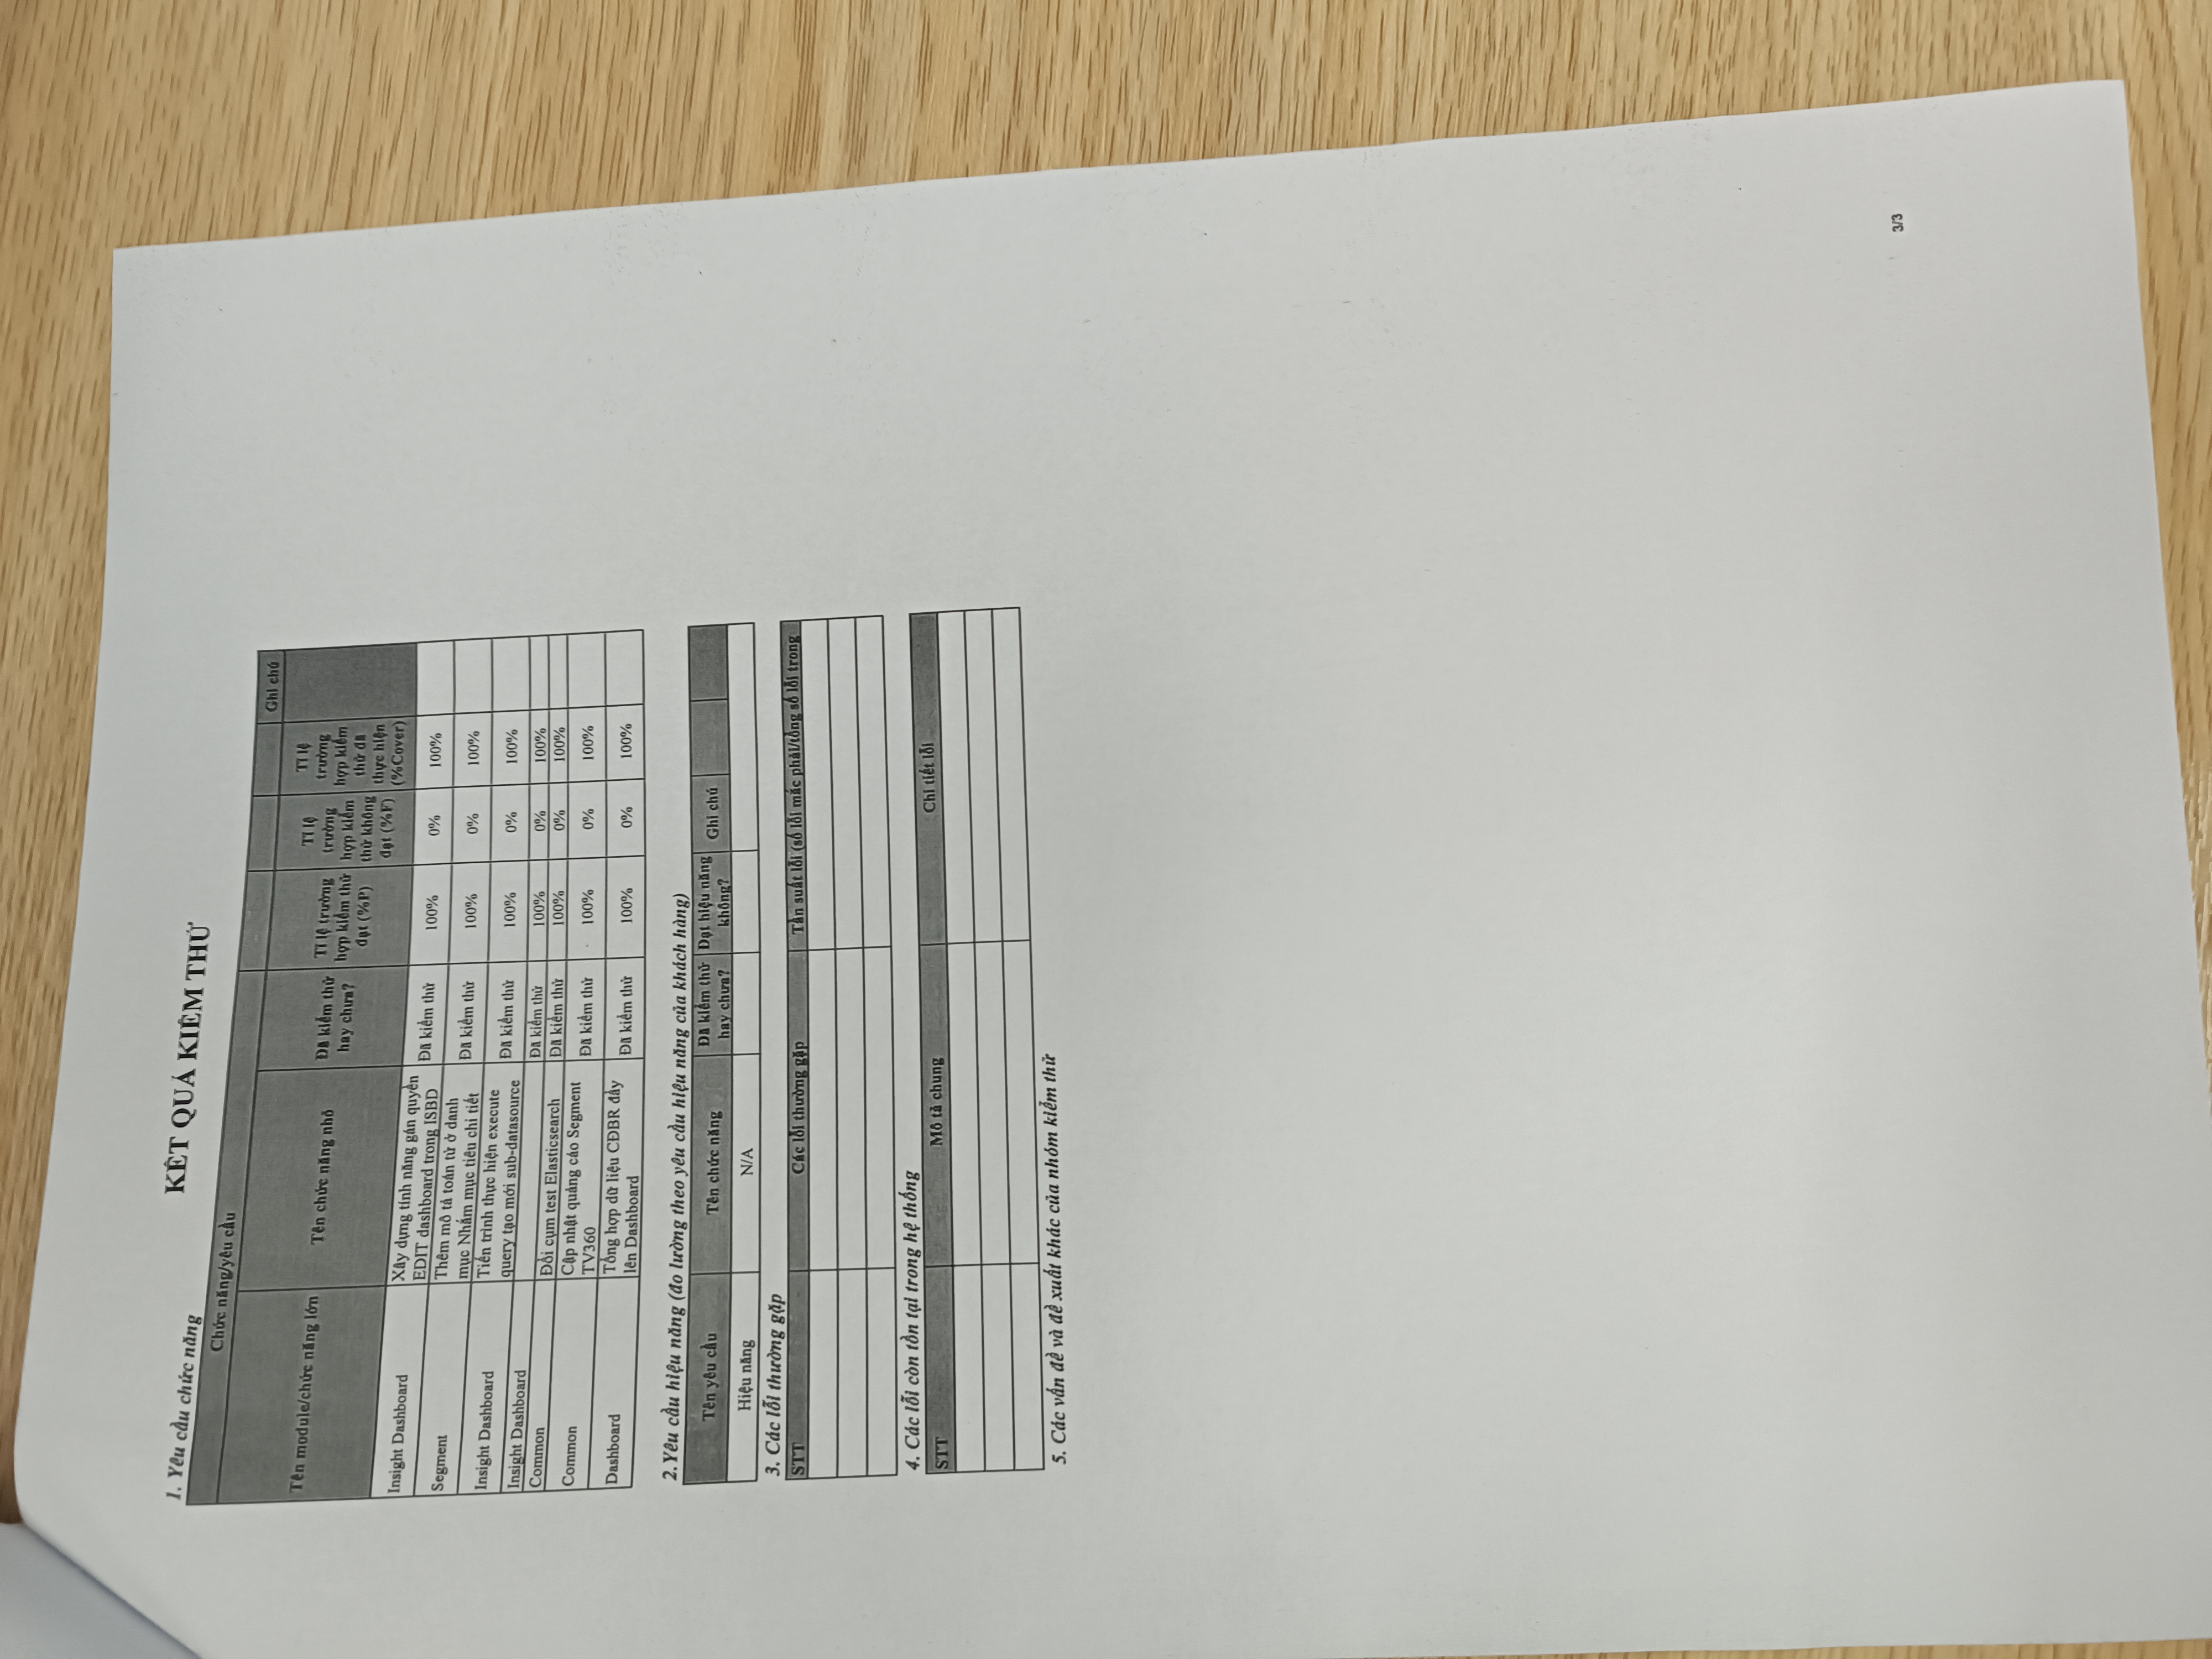 KẾT QUẢ KIỂM THỬ
1. Yêu cầu chức năng
Chức năng/yêu cầu Ghi chú
Tên module/chức năng lớn Tên chức năng nhỏ Đã kiểm thử hay chưa? Tỉ lệ trường hợp kiểm thử đạt (%P) Tỉ lệ trường hợp kiểm thử không đạt (%F) Tỉ lệ trường hợp kiểm thử đã thực hiện (%Cover)
Insight Dashboard Xây dựng tính năng gán quyền EDIT dashboard trong ISBD Đã kiểm thử 100% 0% 100%
Segment Thêm mô tả toán tử ở danh mục Nhắm mục tiêu chi tiết Đã kiểm thử 100% 0% 100%
Insight Dashboard Tiến trình thực hiện execute query tạo mới sub-datasource Đã kiểm thử 100% 0% 100%
Insight Dashboard Đã kiểm thử 100% 0% 100%
Common Đổi cụm test Elasticsearch Đã kiểm thử 100% 0% 100%
Common Cập nhật quảng cáo Segment TV360 Đã kiểm thử 100% 0% 100%
Dashboard Tổng hợp dữ liệu CĐBR đẩy lên Dashboard Đã kiểm thử 100% 0% 100%
2. Yêu cầu hiệu năng (đo lường theo yêu cầu hiệu năng của khách hàng)
Tên yêu cầu Tên chức năng Đã kiểm thử hay chưa? Đạt hiệu năng không? Ghi chú
Hiệu năng N/A
3. Các lỗi thường gặp
STT Các lỗi thường gặp Tần suất lỗi (số lỗi mắc phải/tổng số lỗi trong
4. Các lỗi còn tồn tại trong hệ thống
STT Mô tả chung Chi tiết lỗi
5. Các vấn đề và đề xuất khác của nhóm kiểm thử
3/3